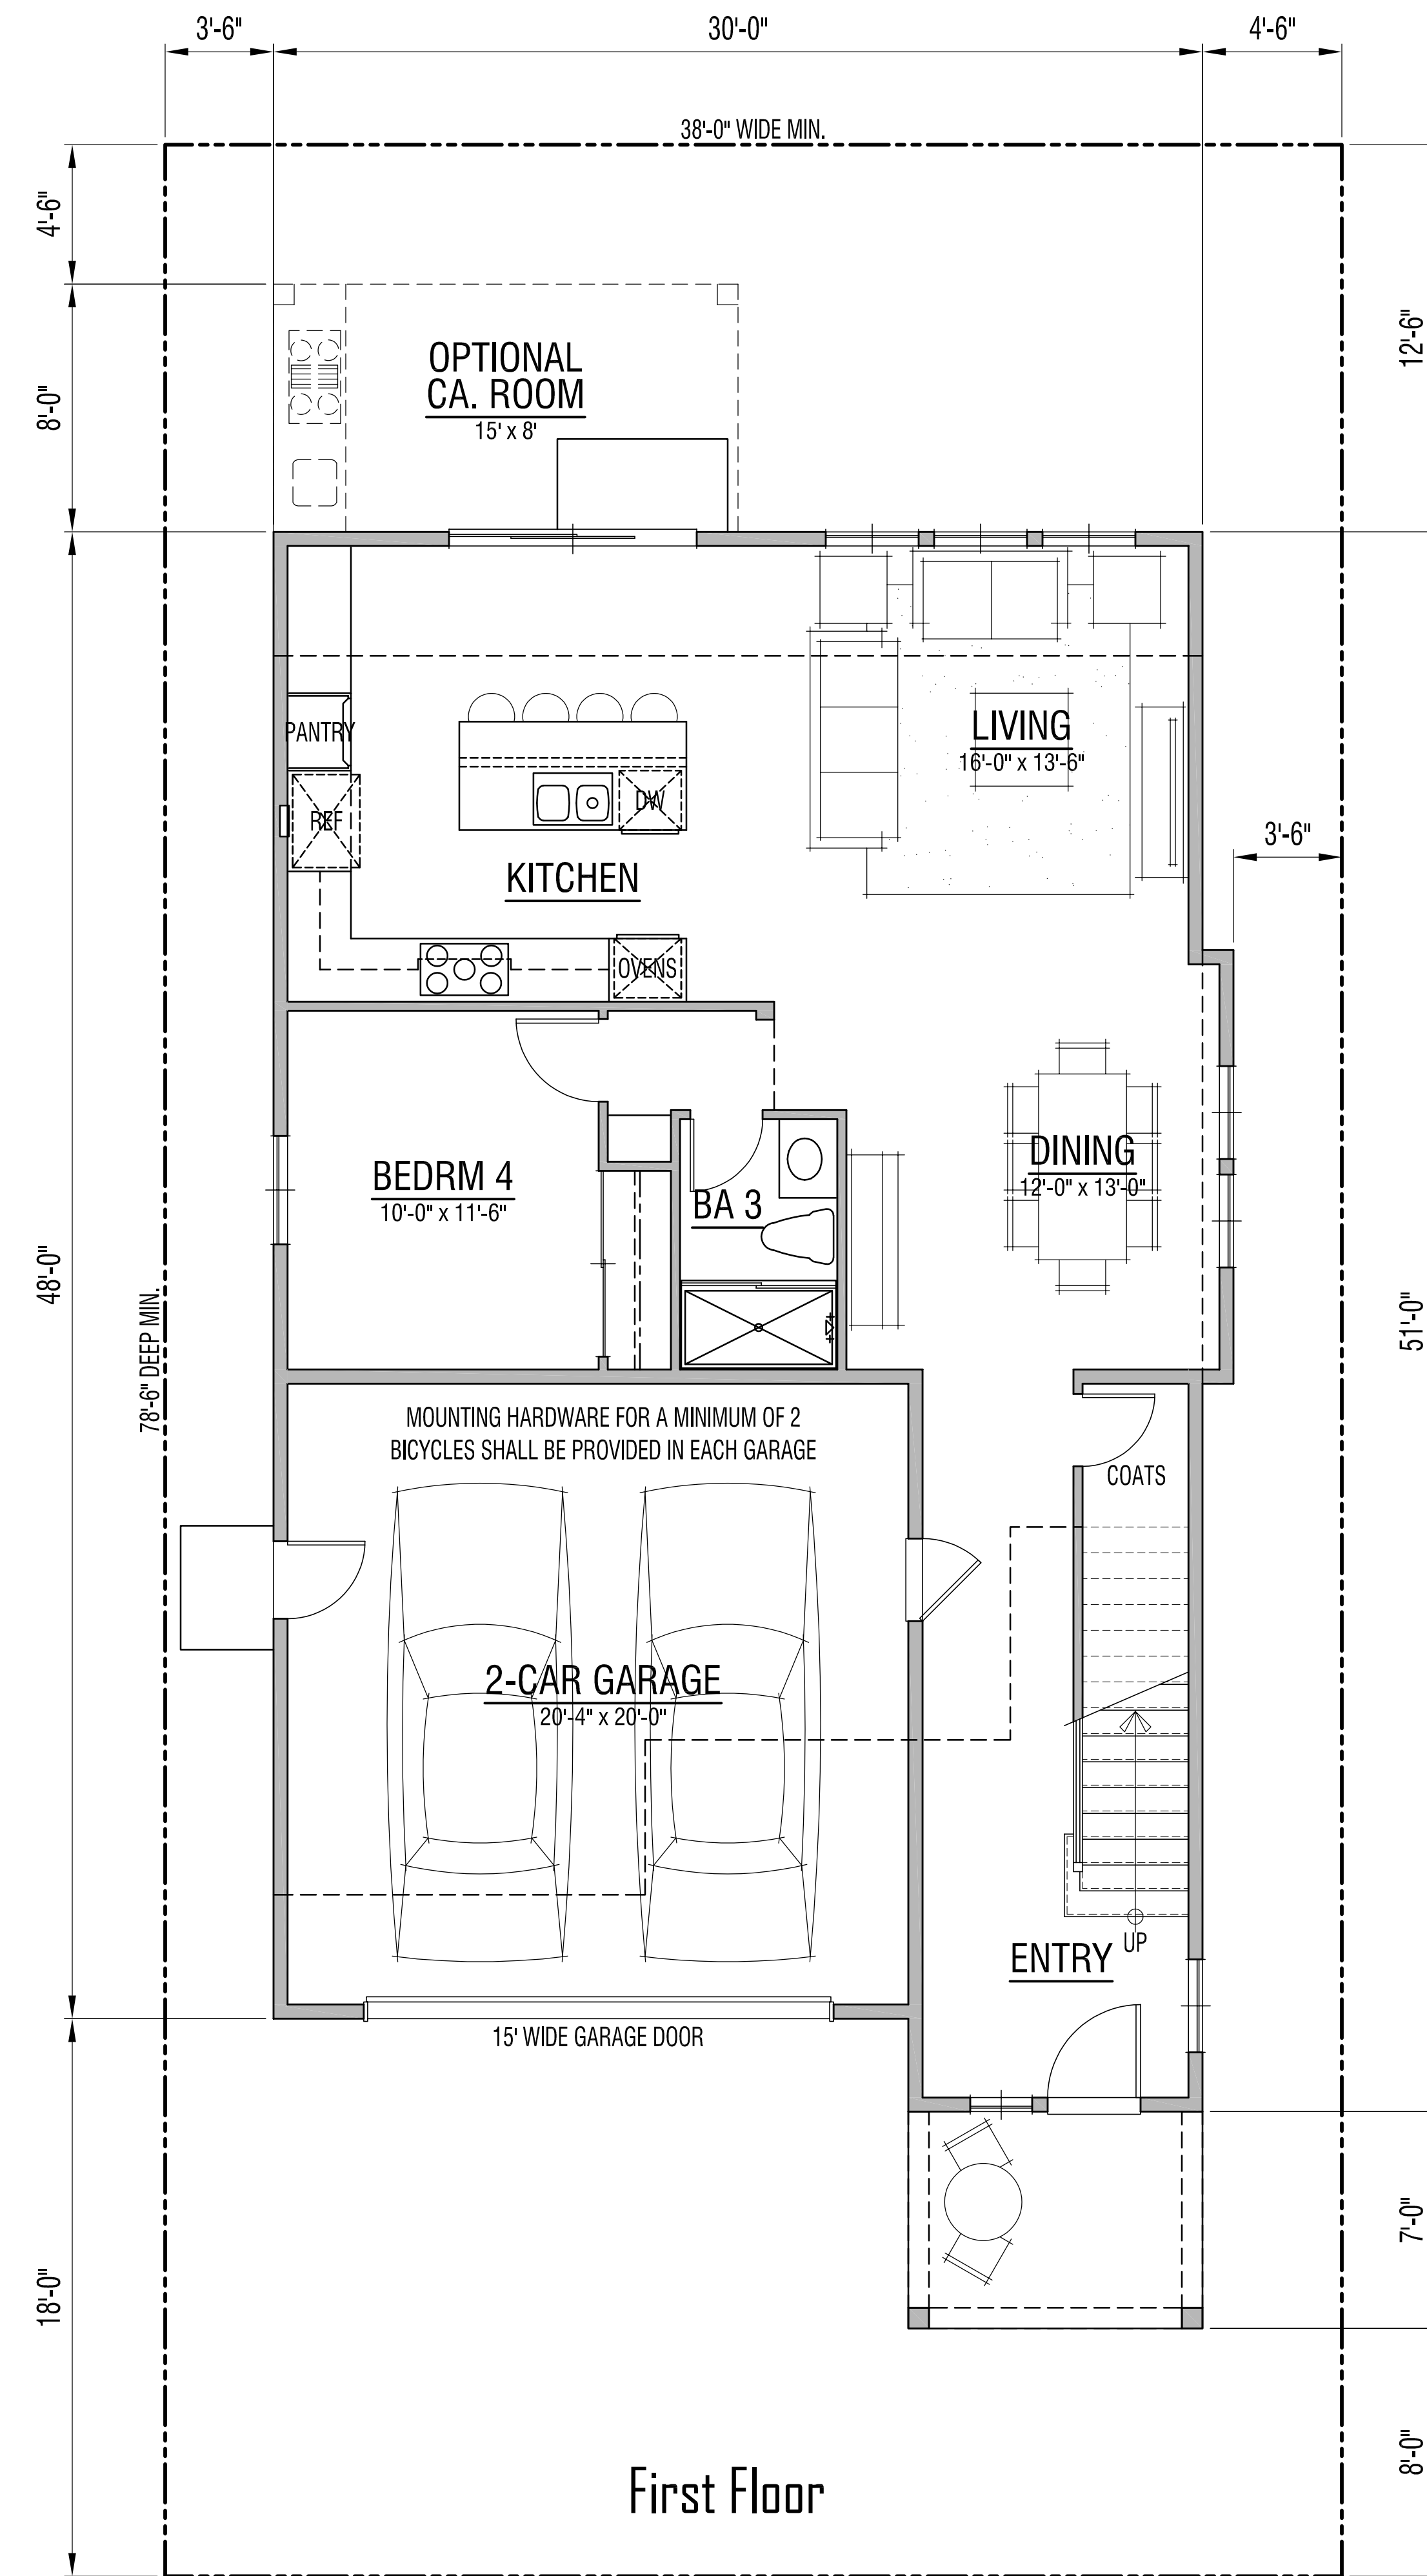 3'-6"
30'-0"
4'-6"
38'-0" WIDE MIN.
4'-6"
8'-0"
12'-6"
OPTIONAL
CA. ROOM
15' x 8'
PANTRY
REF
DW
KITCHEN
OVENS
LIVING
16'-0" x 13'-6"
3'-6"
BEDRM 4
10'-0" x 11'-6"
BA 3
DINING
12'-0" x 13'-0"
48'-0"
78'-6" DEEP MIN.
51'-0"
MOUNTING HARDWARE FOR A MINIMUM OF 2
BICYCLES SHALL BE PROVIDED IN EACH GARAGE
COATS
2-CAR GARAGE
20'-4" x 20'-0"
UP
ENTRY
15' WIDE GARAGE DOOR
18'-0"
7'-0"
8'-0"
First Floor